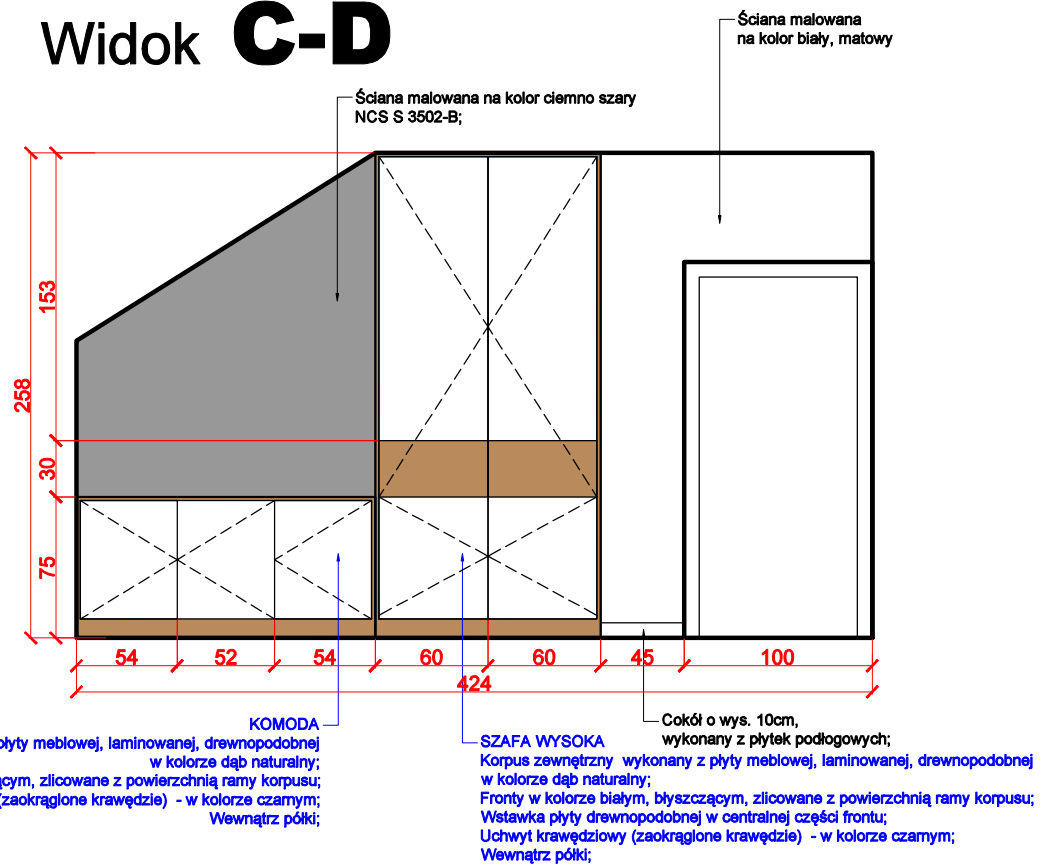 Widok C-D
Ściana malowana
na kolor biały, matowy
Ściana malowana na kolor ciemno szary
NCS S 3502-B;
258
153
30
75
54
52
54
60
60
45
100
424
KOMODA
płyty meblowej, laminowanej, drewnopodobnej
w kolorze dąb naturalny;
ącym, zlicowane z powierzchnią ramy korpusu;
(zaokrąglone krawędzie) - w kolorze czarnym;
Wewnątrz półki;
SZAFA WYSOKA
Korpus zewnętrzny wykonany z płyty meblowej, laminowanej, drewnopodobnej
w kolorze dąb naturalny;
Fronty w kolorze białym, błyszczącym, zlicowane z powierzchnią ramy korpusu;
Wstawka płyty drewnopodobnej w centralnej części frontu;
Uchwyt krawędziowy (zaokrąglone krawędzie) - w kolorze czarnym;
Wewnątrz półki;
Cokół o wys. 10cm,
wykonany z płytek podłogowych;